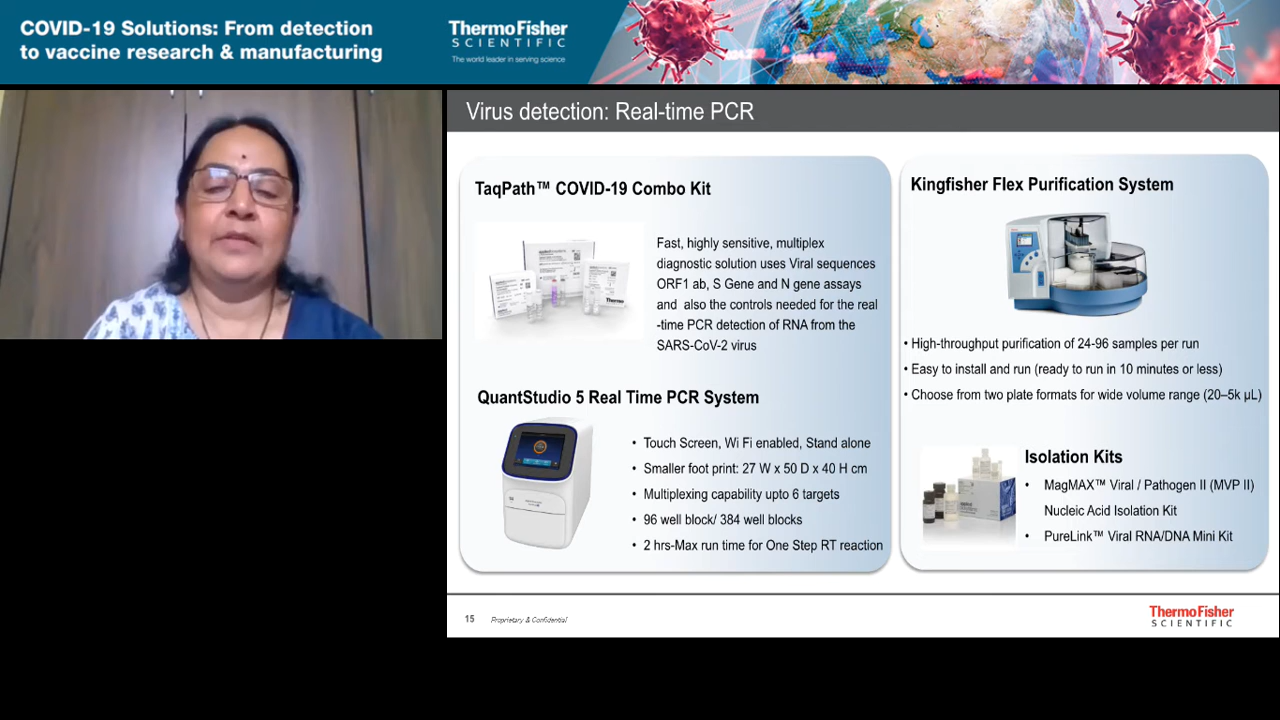 COVID-19 Solutions: From detection
to vaccine research & manufacturing
ThermoFisher
SCIENTIFIC
The world leader in serving science
Virus detection: Real-time PCR
TaqPath™ COVID-19 Combo Kit
Fast, highly sensitive, multiplex
diagnostic solution uses Viral sequences
ORF1 ab, S Gene and N gene assays
and also the controls needed for the real
-time PCR detection of RNA from the
SARS-CoV-2 virus
Thermo
QuantStudio 5 Real Time PCR System
• Touch Screen, Wi Fi enabled, Stand alone
• Smaller foot print: 27 W x 50 D x 40 H cm
• Multiplexing capability upto 6 targets
• 96 well block/ 384 well blocks
• 2 hrs-Max run time for One Step RT reaction
Kingfisher Flex Purification System
• High-throughput purification of 24-96 samples per run
• Easy to install and run (ready to run in 10 minutes or less)
• Choose from two plate formats for wide volume range (20–5k µL)
Isolation Kits
• MagMAX™ Viral / Pathogen II (MVP II)
Nucleic Acid Isolation Kit
• PureLink™ Viral RNA/DNA Mini Kit
15
Proprietary & Confidential
ThermoFisher
SCIENTIFIC